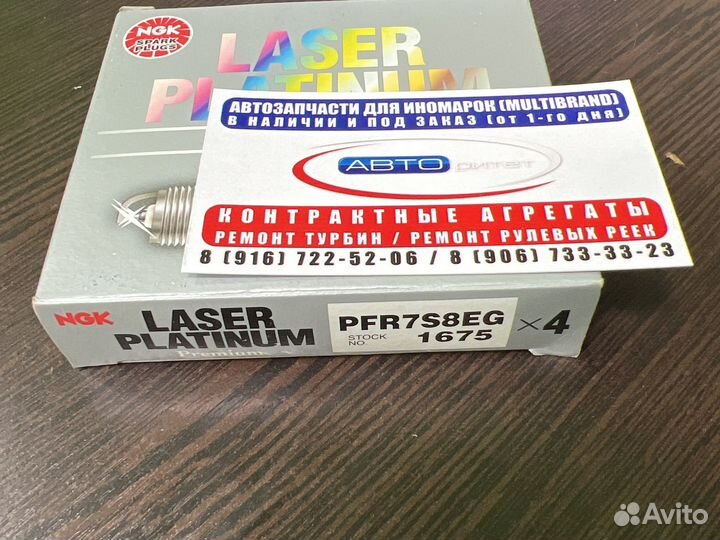 NGK
SPARK
PLUGS
LASER
PLATINUM
АВТОЗАПЧАСТИ ДЛЯ ИНОМАРОК (MULTIBRAND)
В НАЛИЧИИ И ПОД ЗАКАЗ (от 1-го дня)
АВТО РИТЕТ
КОНТРАКТНЫЕ АГРЕГАТЫ
РЕМОНТ ТУРБИН / РЕМОНТ РУЛЕВЫХ РЕЕК
8 (916) 722-52-06 / 8 (906) 733-33-23
NGK
LASER
PLATINUM
Premium
PFR7S8EG ×4
STOCK NO. 1675
Avito